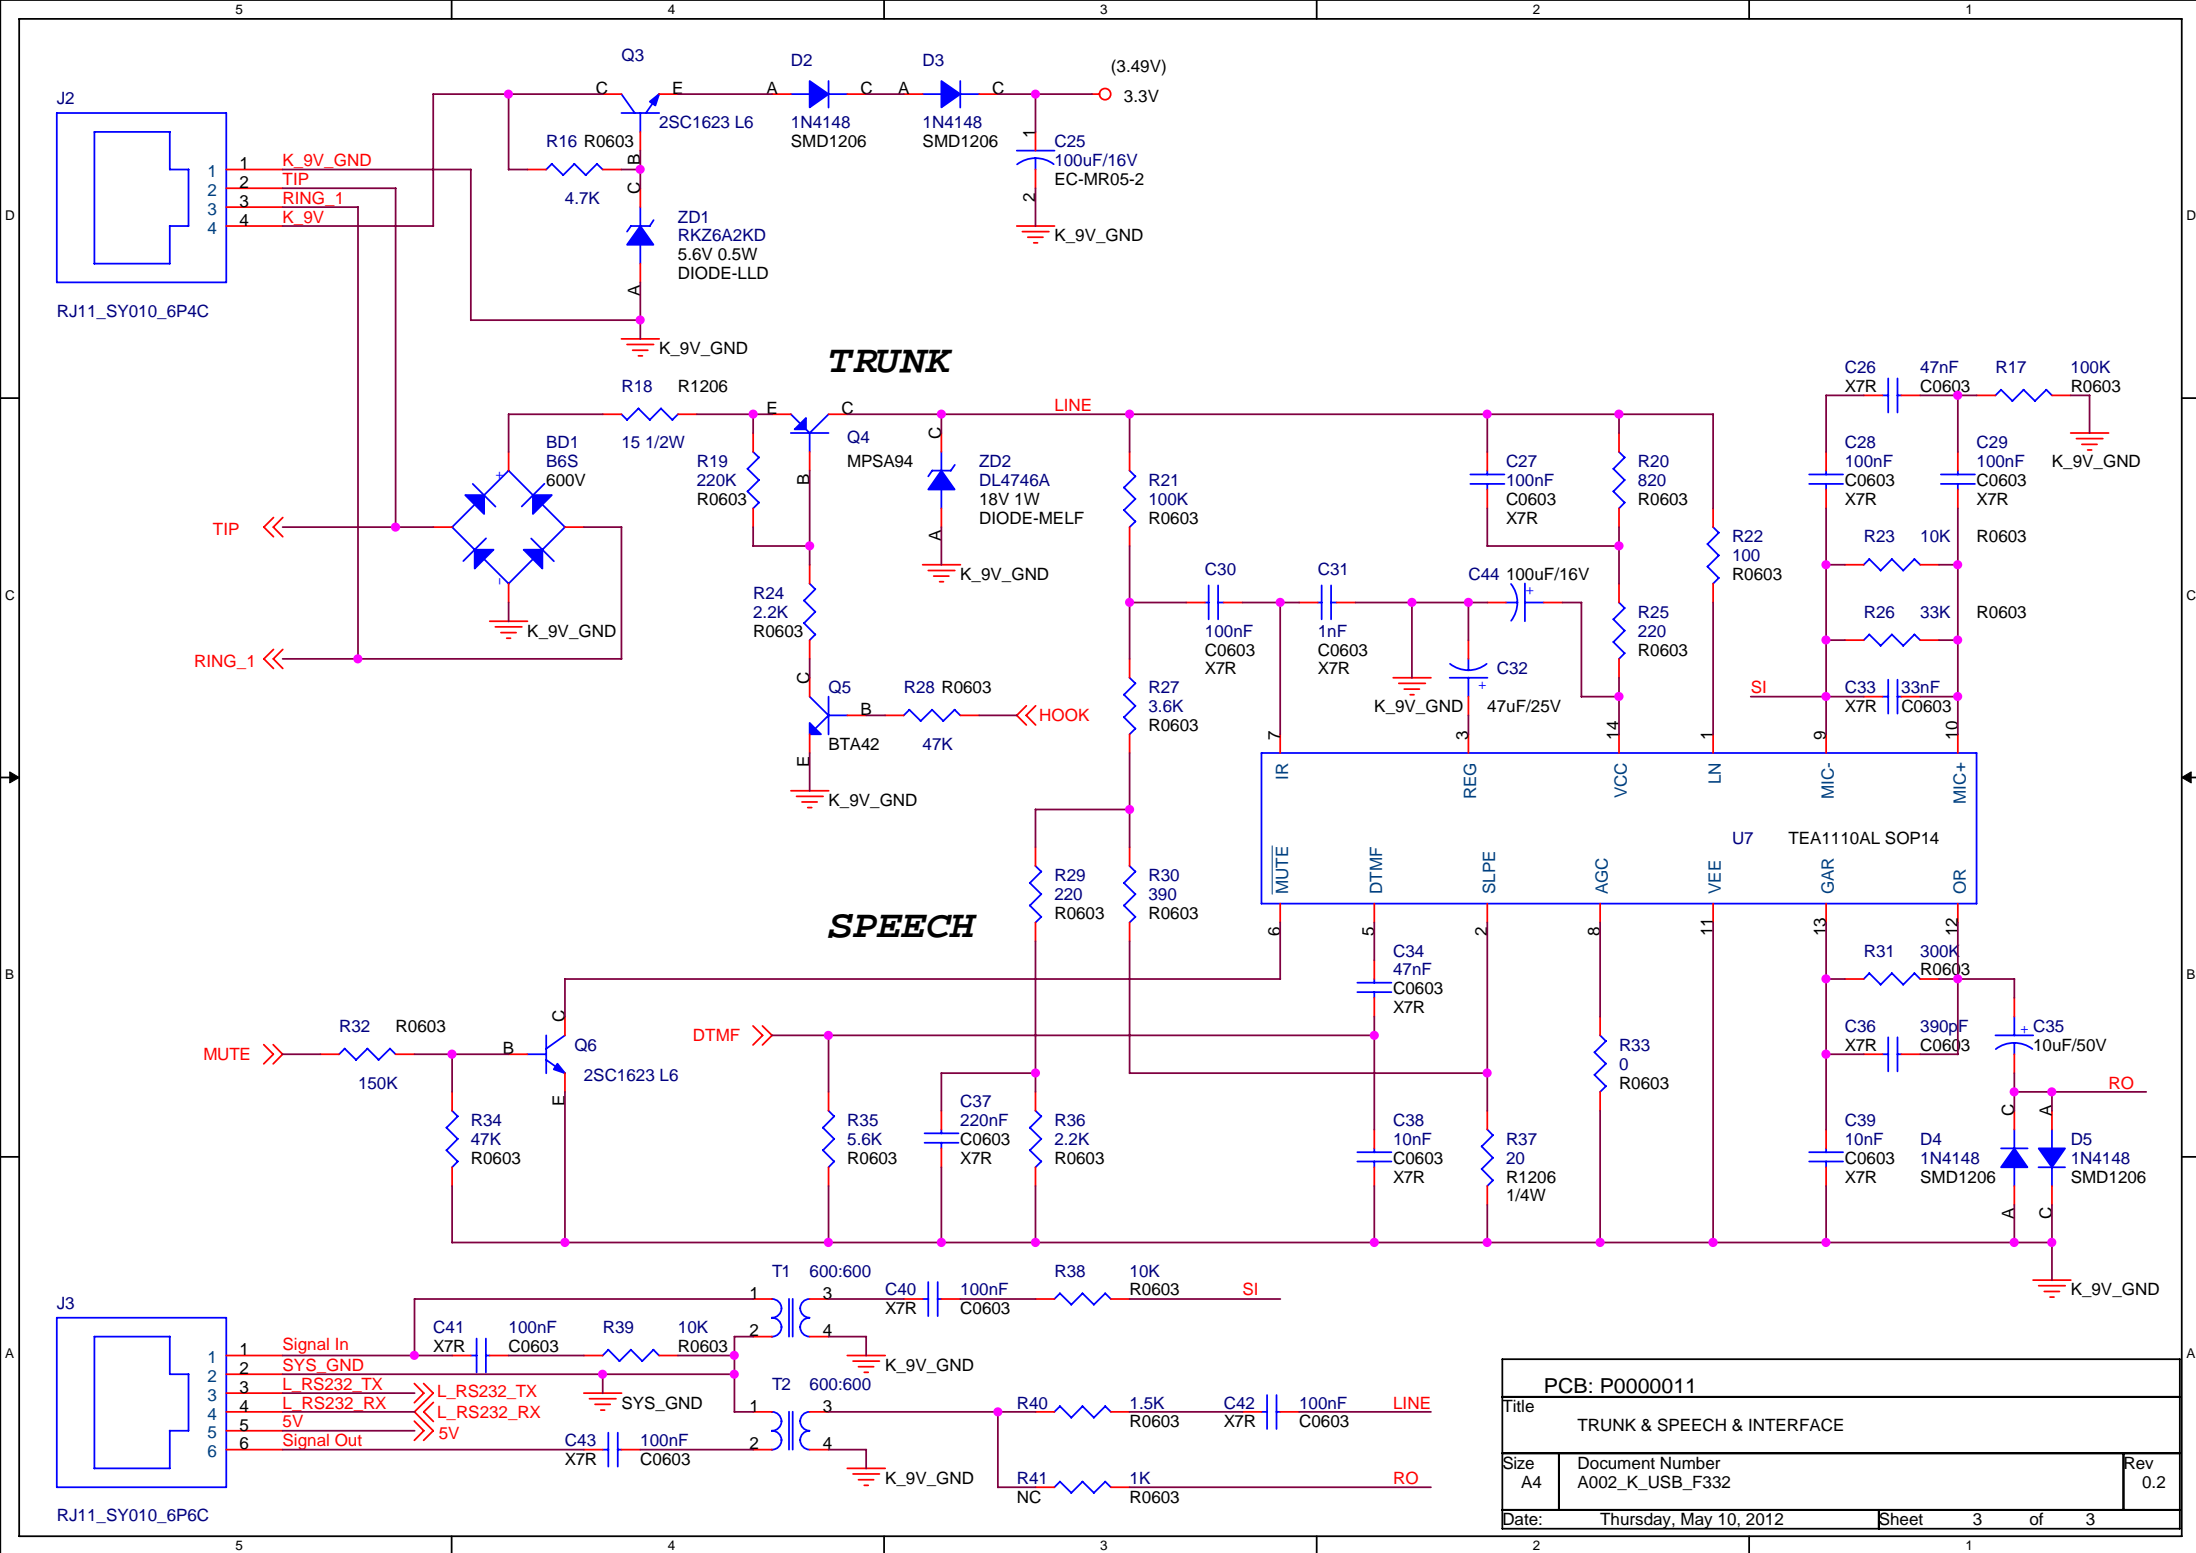 5 4 3 2 1
D
C
B
A
D
C
B
A
J2
1
2
3
4
1
2
3
4
K_9V_GND
TIP
RING_1
K_9V
RJ11_SY010_6P4C
Q3
C
E
B
2SC1623 L6
R16 R0603
4.7K
C
ZD1
RKZ6A2KD
5.6V 0.5W
DIODE-LLD
A
K_9V_GND
D2
A
C
1N4148
SMD1206
D3
A
C
1N4148
SMD1206
(3.49V)
3.3V
1
C25
100uF/16V
EC-MR05-2
2
K_9V_GND
TRUNK
R18 R1206
15 1/2W
BD1
B6S
600V
+
-
TIP
RING_1
K_9V_GND
E
C
B
Q4
MPSA94
R19
220K
R0603
R24
2.2K
R0603
C
Q5
B
E
BTA42
R28 R0603
47K
HOOK
K_9V_GND
C
ZD2
DL4746A
18V 1W
DIODE-MELF
A
K_9V_GND
LINE
R21
100K
R0603
C30
100nF
C0603
X7R
C31
1nF
C0603
X7R
R27
3.6K
R0603
C27
100nF
C0603
X7R
R20
820
R0603
R22
100
R0603
C44 100uF/16V
+
R25
220
R0603
C32
+
47uF/25V
K_9V_GND
C26 47nF
X7R C0603
R17 100K
R0603
K_9V_GND
C28
100nF
C0603
X7R
C29
100nF
C0603
X7R
R23 10K R0603
R26 33K R0603
SI
C33 33nF
X7R C0603
7
3
14
1
9
10
IR
REG
VCC
LN
MIC-
MIC+
U7 TEA1110AL SOP14
MUTE
DTMF
SLPE
AGC
VEE
GAR
OR
6
5
2
8
11
13
12
R29
220
R0603
R30
390
R0603
SPEECH
C34
47nF
C0603
X7R
R31 300K
R0603
C36 390pF
X7R C0603
+ C35
10uF/50V
RO
R32 R0603
MUTE
150K
B
C
E
Q6
2SC1623 L6
DTMF
R34
47K
R0603
R35
5.6K
R0603
C37
220nF
C0603
X7R
R36
2.2K
R0603
C38
10nF
C0603
X7R
R37
20
R1206
1/4W
R33
0
R0603
C39
10nF
C0603
X7R
C
D4
1N4148
SMD1206
A
A
D5
1N4148
SMD1206
C
K_9V_GND
J3
1
2
3
4
5
6
1
2
3
4
5
6
Signal In
SYS_GND
L_RS232_TX
L_RS232_RX
5V
Signal Out
L_RS232_TX
L_RS232_RX
5V
RJ11_SY010_6P6C
C41 100nF
X7R C0603
R39 10K
R0603
SYS_GND
C43 100nF
X7R C0603
T1 600:600
1
2
3
4
K_9V_GND
C40 100nF
X7R C0603
R38 10K
R0603
SI
T2 600:600
1
2
3
4
K_9V_GND
R40 1.5K
R0603
C42 100nF
X7R C0603
LINE
R41 1K
NC R0603
RO
PCB: P0000011
Title
TRUNK & SPEECH & INTERFACE
Size
A4
Document Number
A002_K_USB_F332
Rev
0.2
Date: Thursday, May 10, 2012 Sheet 3 of 3
5 4 3 2 1